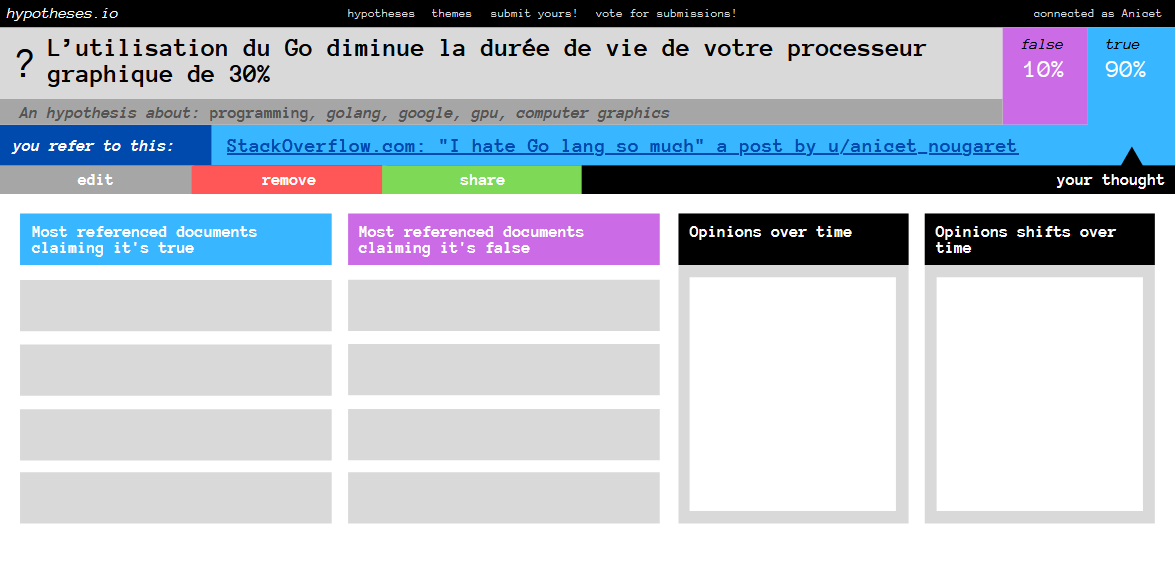 hypotheses.io
hypotheses themes submit yours! vote for submissions!
connected as Anicet
? L'utilisation du Go diminue la durée de vie de votre processeur
graphique de 30%
false
10%
true
90%
An hypothesis about: programming, golang, google, gpu, computer graphics
you refer to this:
StackOverflow.com: "I hate Go lang so much" a post by u/anicet_nougaret
edit
remove
share
your thought
Most referenced documents
claiming it's true
Most referenced documents
claiming it's false
Opinions over time
Opinions shifts over
time